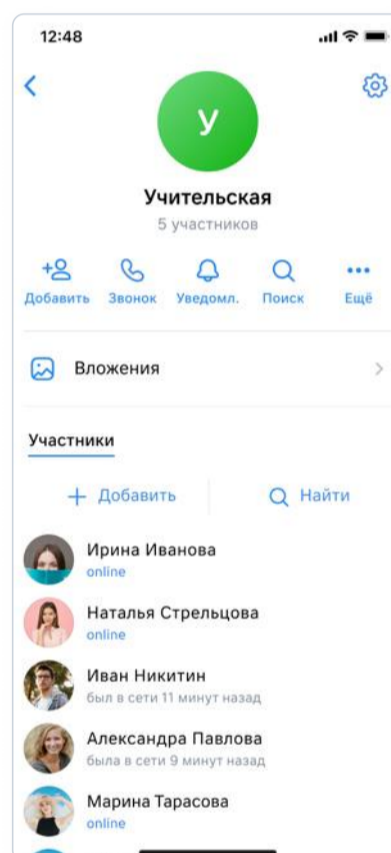 12:48
У
Учительская
5 участников
Добавить Звонок Уведомл. Поиск Ещё
Вложения
Участники
Добавить Найти
Ирина Иванова
online
Наталья Стрельцова
online
Иван Никитин
был в сети 11 минут назад
Александра Павлова
была в сети 9 минут назад
Марина Тарасова
online